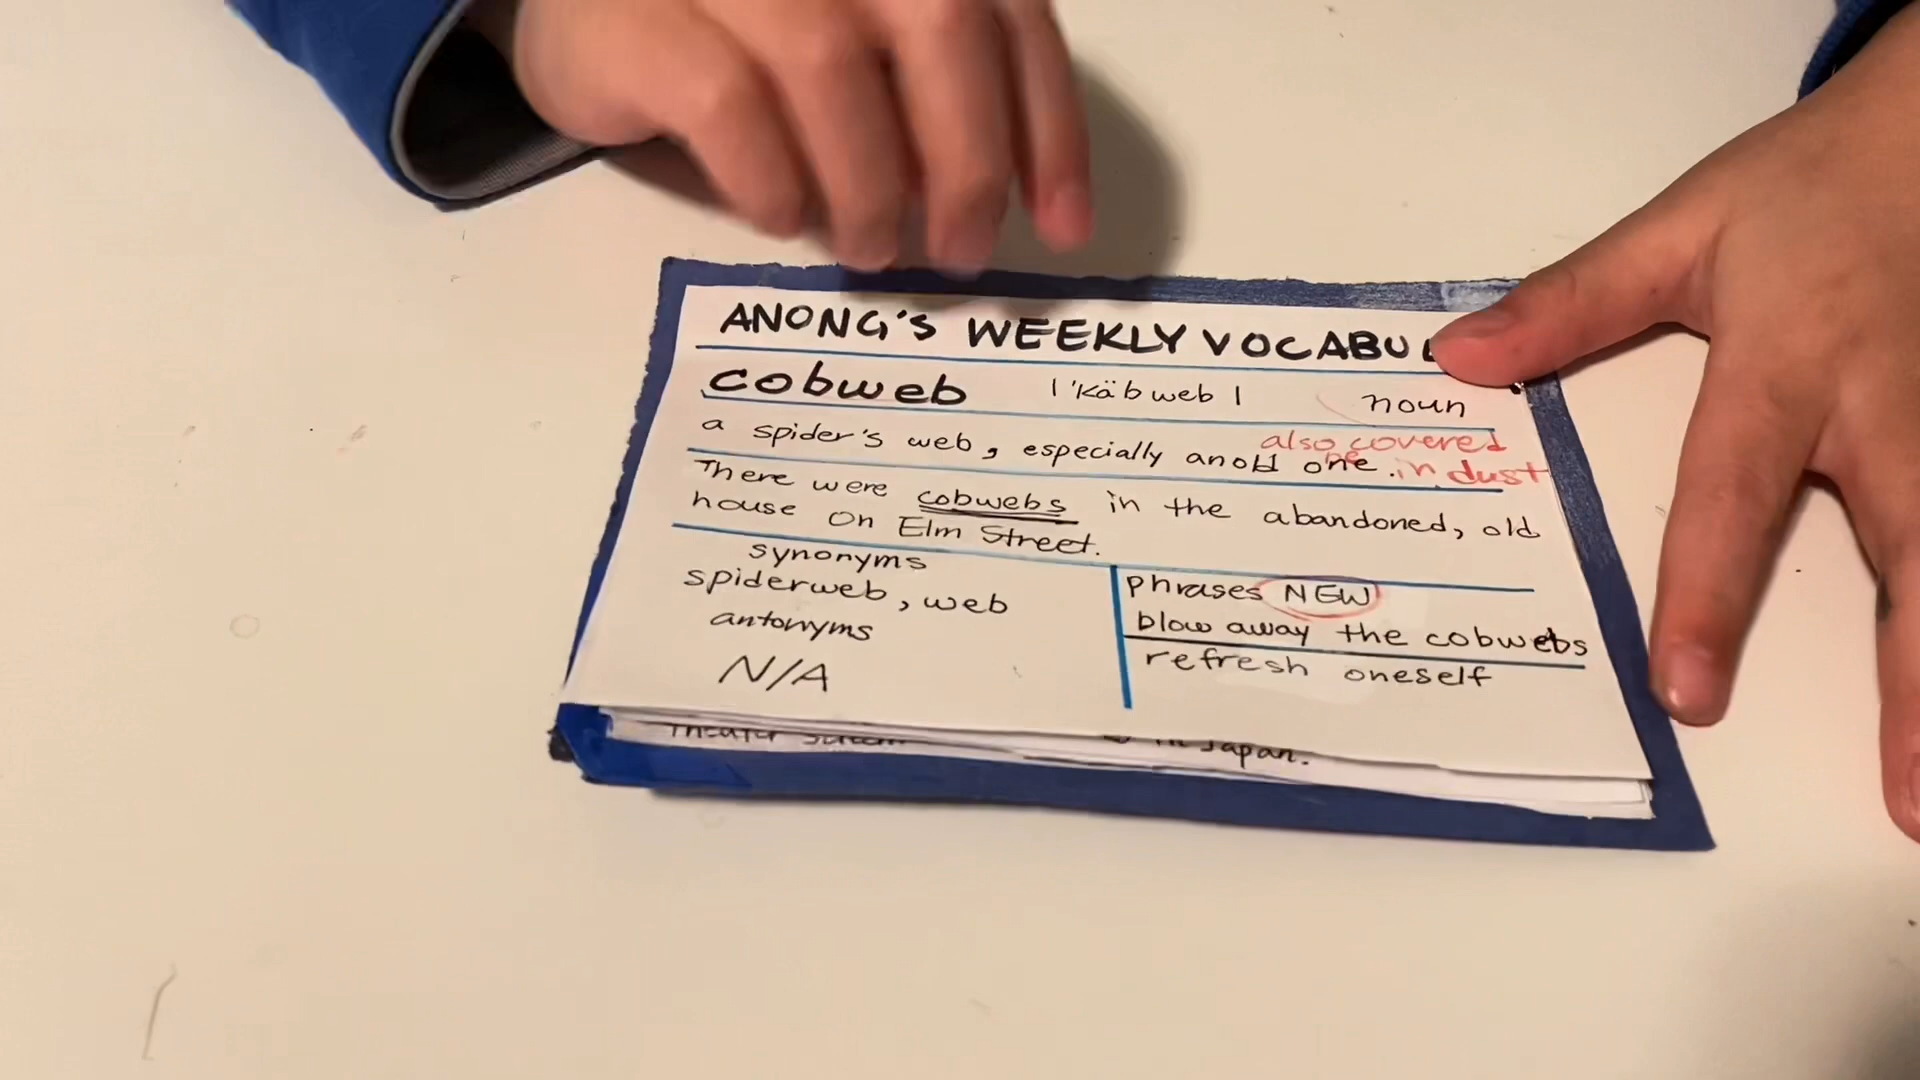 ANONG'S WEEKLY VOCABU
cobweb |'käbweb| noun
a spider's web, especially an old one.
also covered
in dust
There were cobwebs in the abandoned, old
house on Elm Street.
synonyms
spiderweb, web
antonyms
N/A
phrases NEW
blow away the cobwebs
refresh oneself
Theater
in Japan.